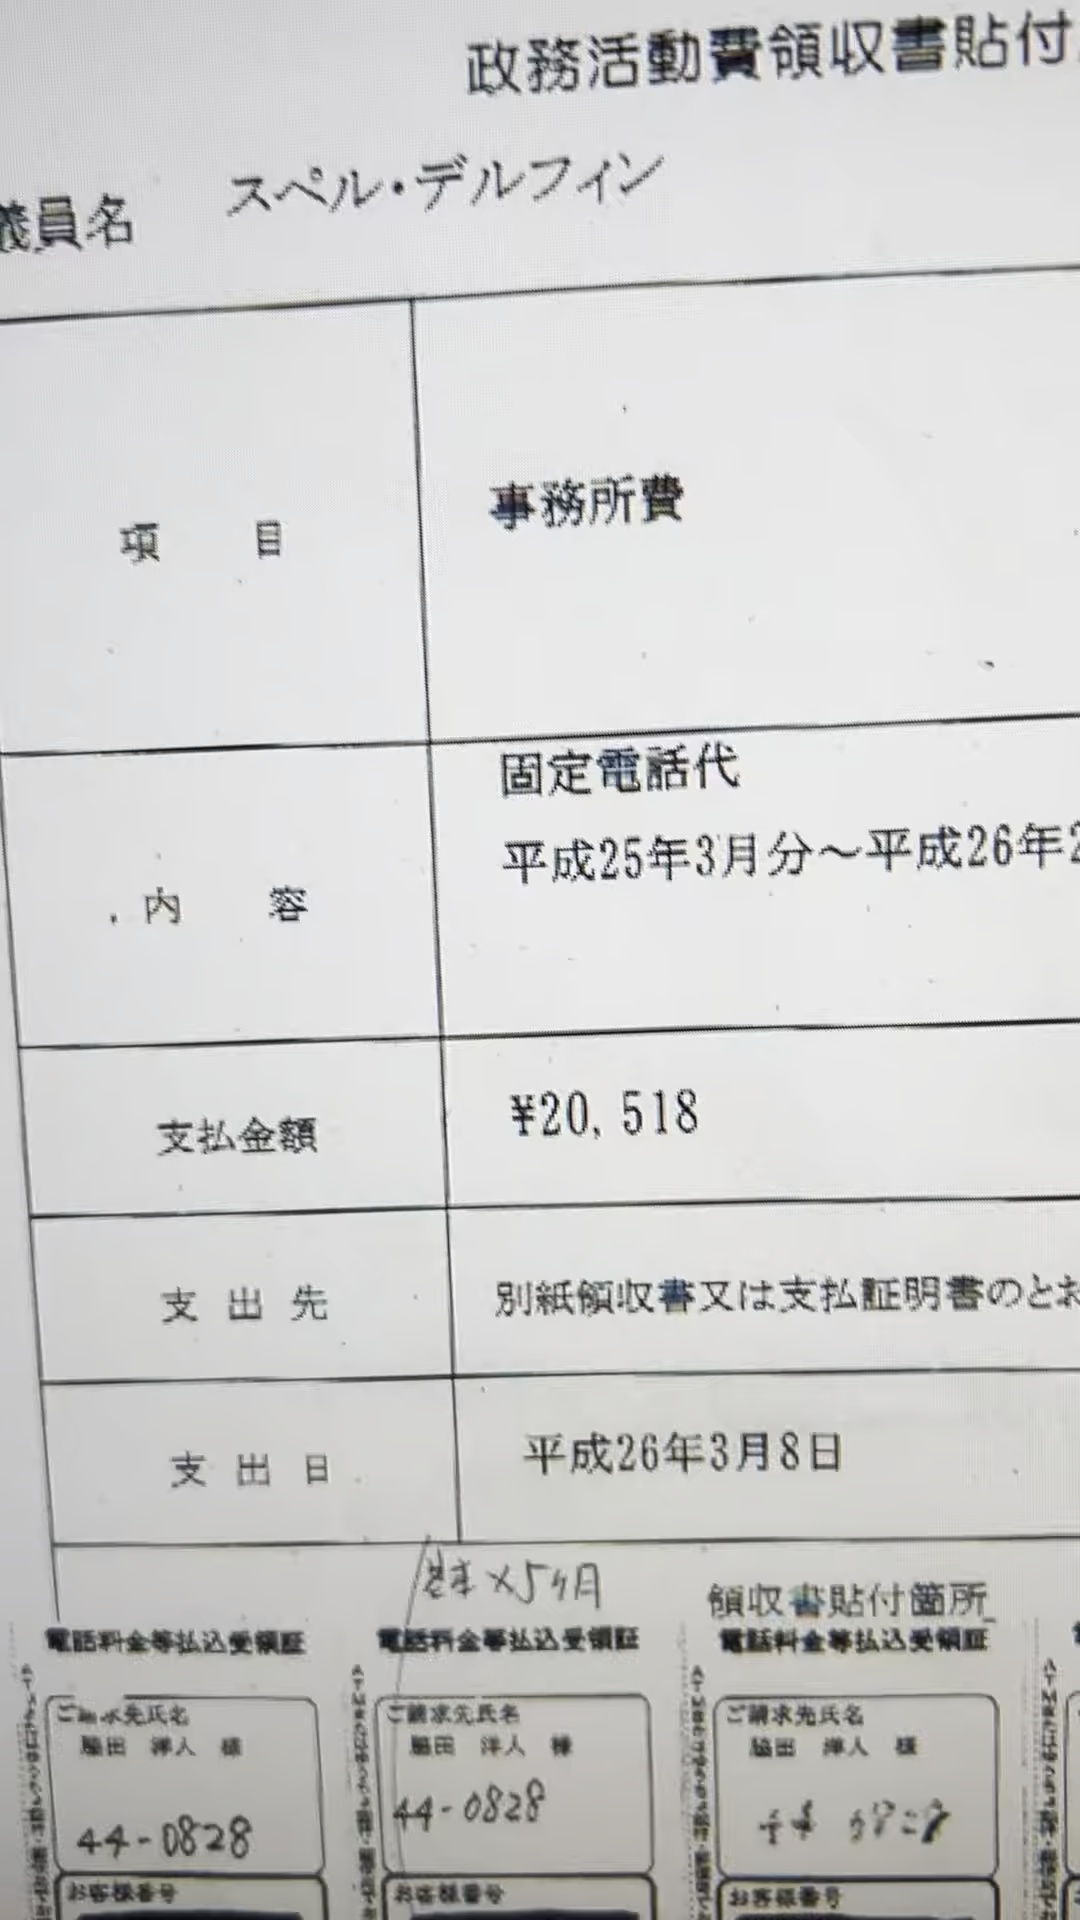 政務活動費領収書貼付
議員名 スペル・デルフィン
項目 事務所費
内容 固定電話代
平成25年3月分～平成26年2
支払金額 ¥20,518
支出先 別紙領収書又は支払証明書のとお
支出日 平成26年3月8日
基本×5ヶ月
領収書貼付箇所
電話料金等払込受領証 電話料金等払込受領証 電話料金等払込受領証
ご請求先氏名 ご請求先氏名 ご請求先氏名
脇田 洋人 様 脇田 洋人 様 脇田 洋人 様
44-0828 44-0828
お客様番号 お客様番号 お客様番号